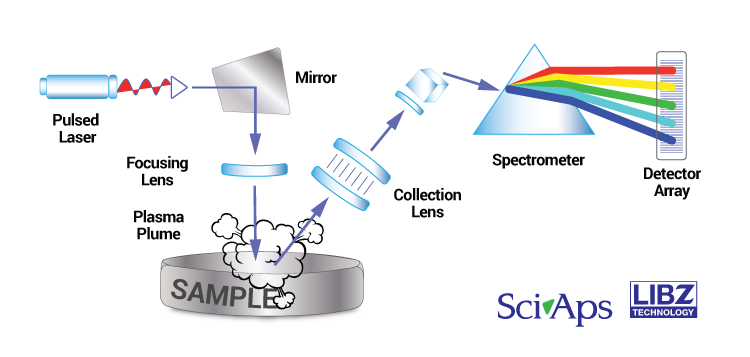 Pulsed
Laser
Mirror
Focusing
Lens
Plasma
Plume
SAMPLE
Collection
Lens
Spectrometer
Detector
Array
SciAps
LIBZ
TECHNOLOGY